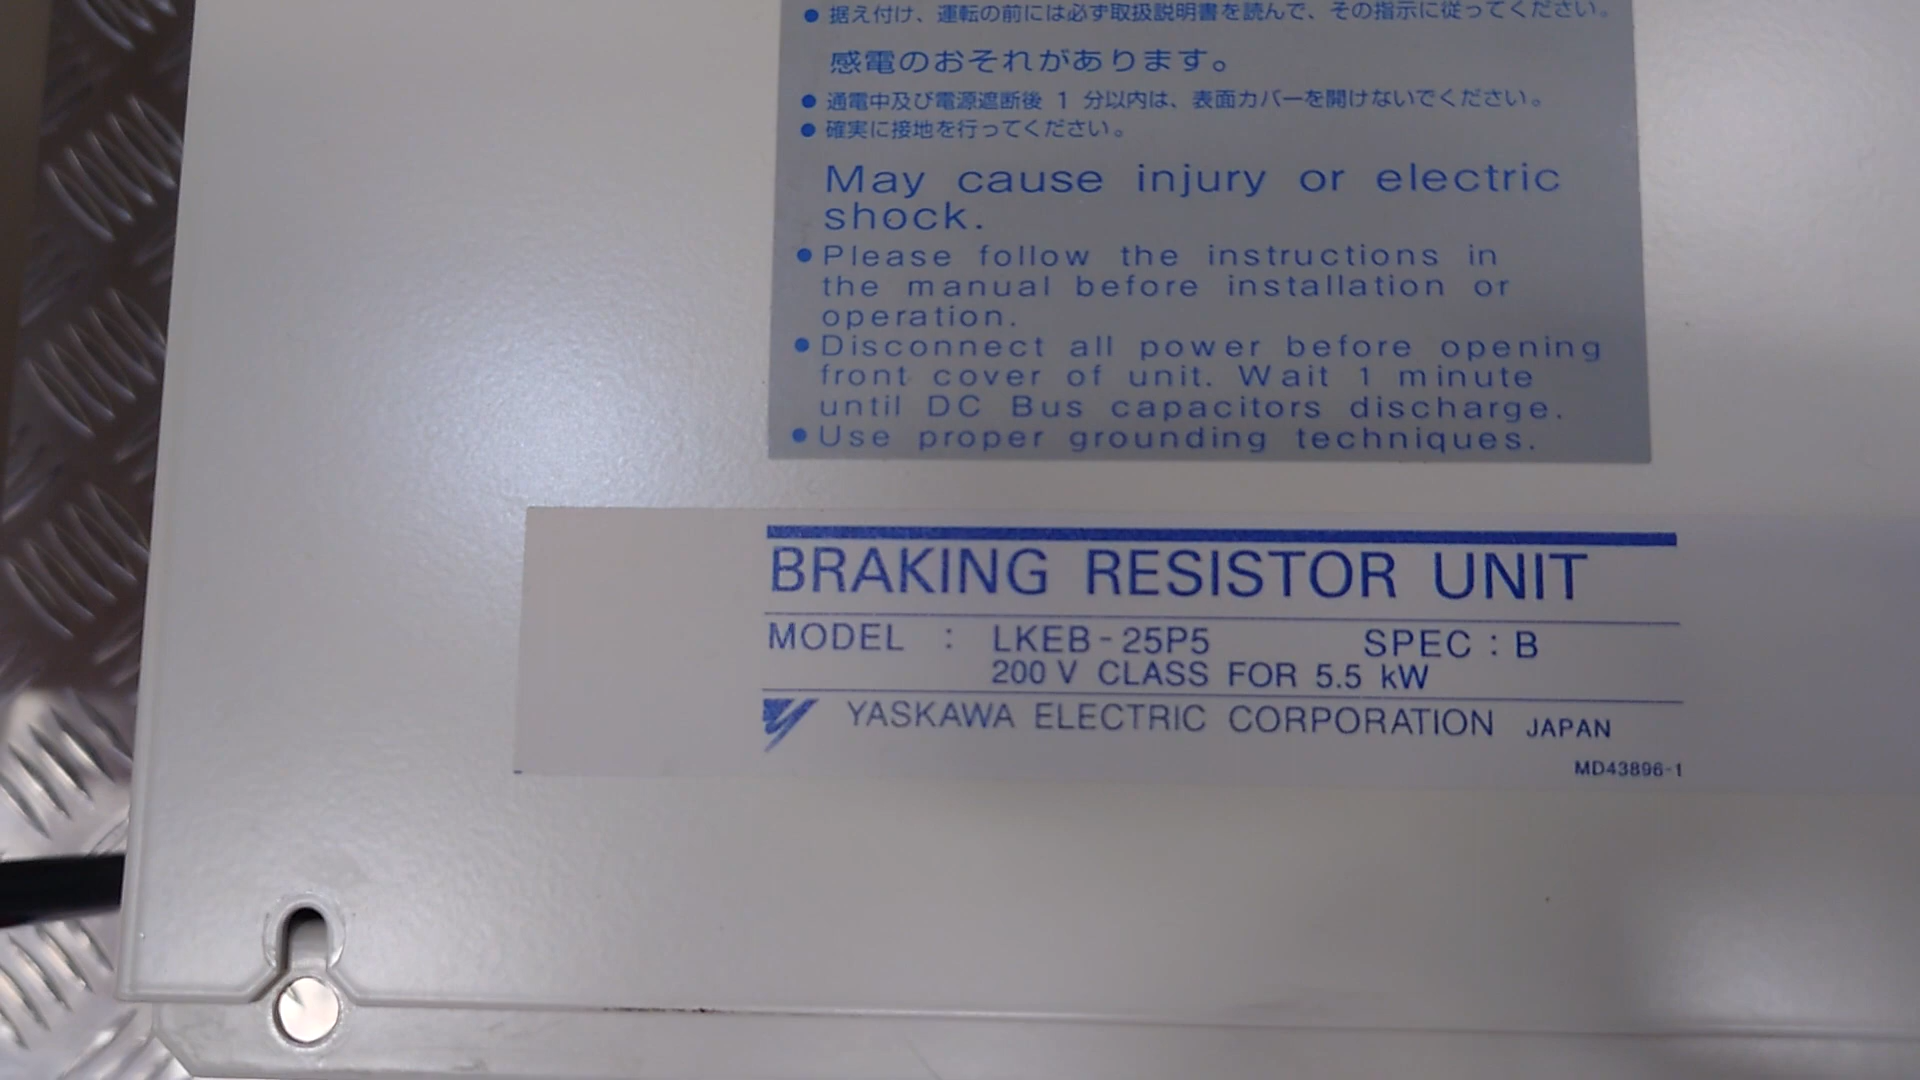 ● 据え付け、運転の前には必ず取扱説明書を読んで、その指示に従ってください。
感電のおそれがあります。
● 通電中及び電源遮断後 1 分以内は、表面カバーを開けないでください。
● 確実に接地を行ってください。
May cause injury or electric
shock.
● Please follow the instructions in
the manual before installation or
operation.
● Disconnect all power before opening
front cover of unit. Wait 1 minute
until DC Bus capacitors discharge.
● Use proper grounding techniques.
BRAKING RESISTOR UNIT
MODEL : LKEB-25P5 SPEC : B
200 V CLASS FOR 5.5 kW
YASKAWA ELECTRIC CORPORATION JAPAN
MD43896-1